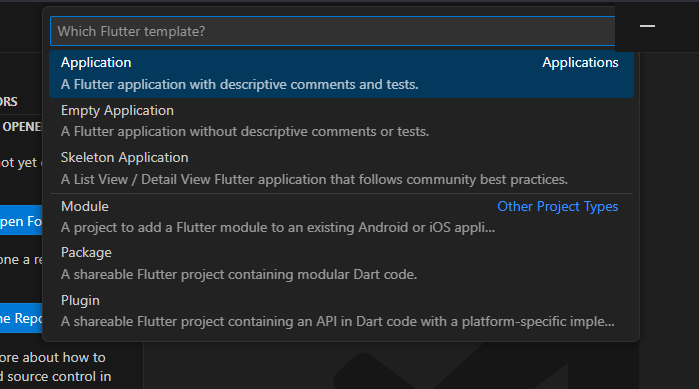 Which Flutter template?
Application Applications
A Flutter application with descriptive comments and tests.
ORS
Empty Application
OPENE
A Flutter application without descriptive comments or tests.
Skeleton Application
ot yet
A List View / Detail View Flutter application that follows community best practices.
Module Other Project Types
pen Fo
A project to add a Flutter module to an existing Android or iOS appli...
Package
one a re
A shareable Flutter project containing modular Dart code.
Plugin
ne Repo
A shareable Flutter project containing an API in Dart code with a platform-specific imple...
ore about how to
d source control in